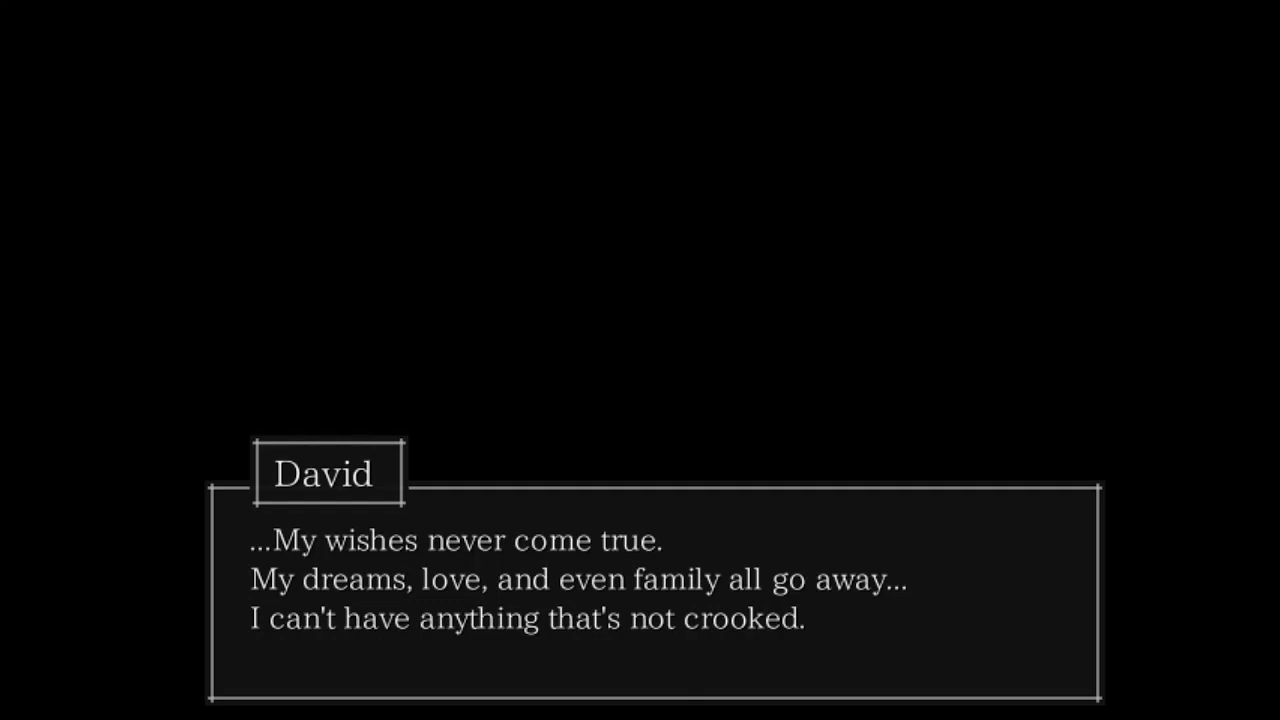 David
...My wishes never come true.
My dreams, love, and even family all go away...
I can't have anything that's not crooked.